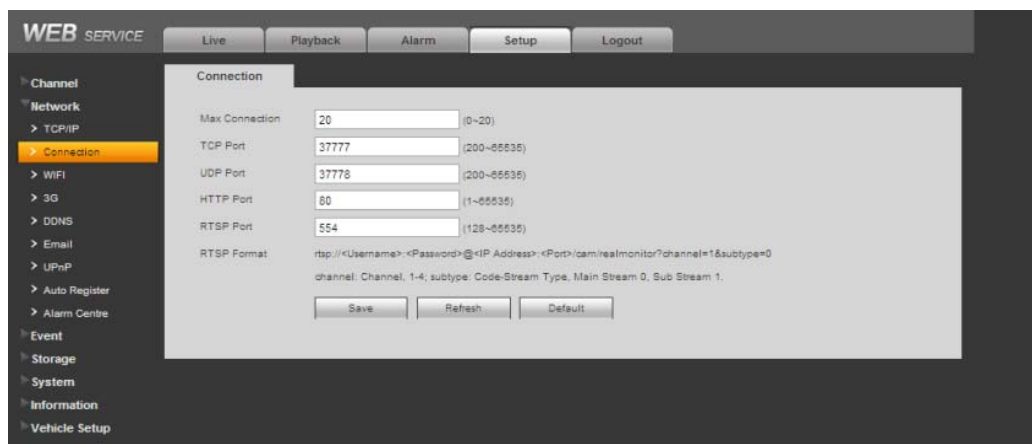 WEB SERVICE
Live Playback Alarm Setup Logout
Channel
Network
> TCP/IP
> Connection
> WIFI
> 3G
> DDNS
> Email
> UPnP
> Auto Register
> Alarm Centre
Event
Storage
System
Information
Vehicle Setup
Connection
Max Connection 20 (0~20)
TCP Port 37777 (200~65535)
UDP Port 37778 (200~65535)
HTTP Port 80 (1~65535)
RTSP Port 554 (128~65535)
RTSP Format rtsp://<Username>:<Password>@<IP Address>:<Port>/cam/realmonitor?channel=1&subtype=0
channel: Channel, 1-4; subtype: Code-Stream Type, Main Stream 0, Sub Stream 1.
Save Refresh Default